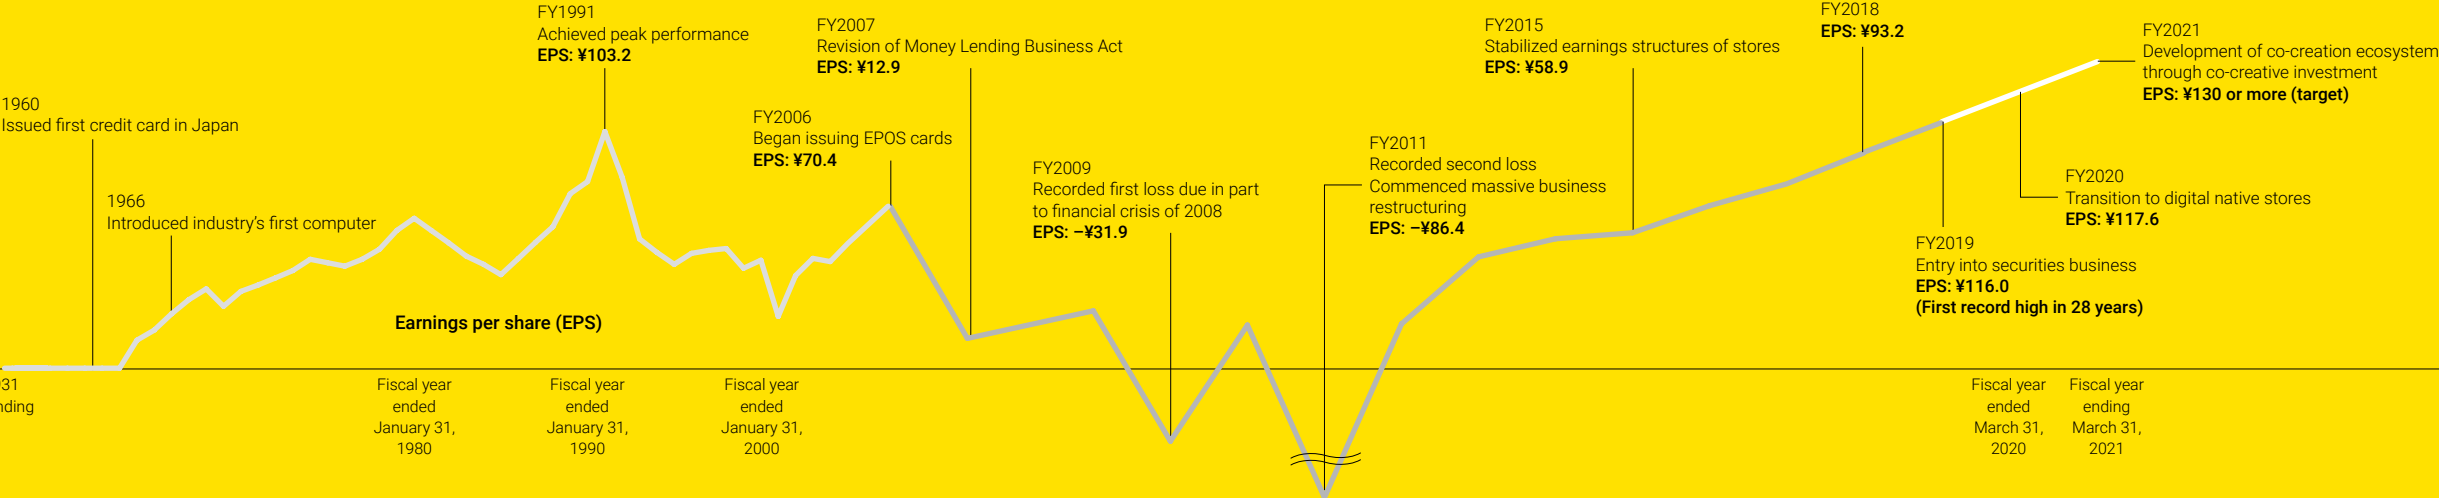 1960
Issued first credit card in Japan
1966
Introduced industry's first computer
FY1991
Achieved peak performance
EPS: ¥103.2
FY2006
Began issuing EPOS cards
EPS: ¥70.4
FY2007
Revision of Money Lending Business Act
EPS: ¥12.9
FY2009
Recorded first loss due in part
to financial crisis of 2008
EPS: –¥31.9
FY2011
Recorded second loss
Commenced massive business
restructuring
EPS: –¥86.4
FY2015
Stabilized earnings structures of stores
EPS: ¥58.9
FY2018
EPS: ¥93.2
FY2019
Entry into securities business
EPS: ¥116.0
(First record high in 28 years)
FY2020
Transition to digital native stores
EPS: ¥117.6
FY2021
Development of co-creation ecosystem
through co-creative investment
EPS: ¥130 or more (target)
Earnings per share (EPS)
31
nding
Fiscal year
ended
January 31,
1980
Fiscal year
ended
January 31,
1990
Fiscal year
ended
January 31,
2000
Fiscal year
ended
March 31,
2020
Fiscal year
ending
March 31,
2021